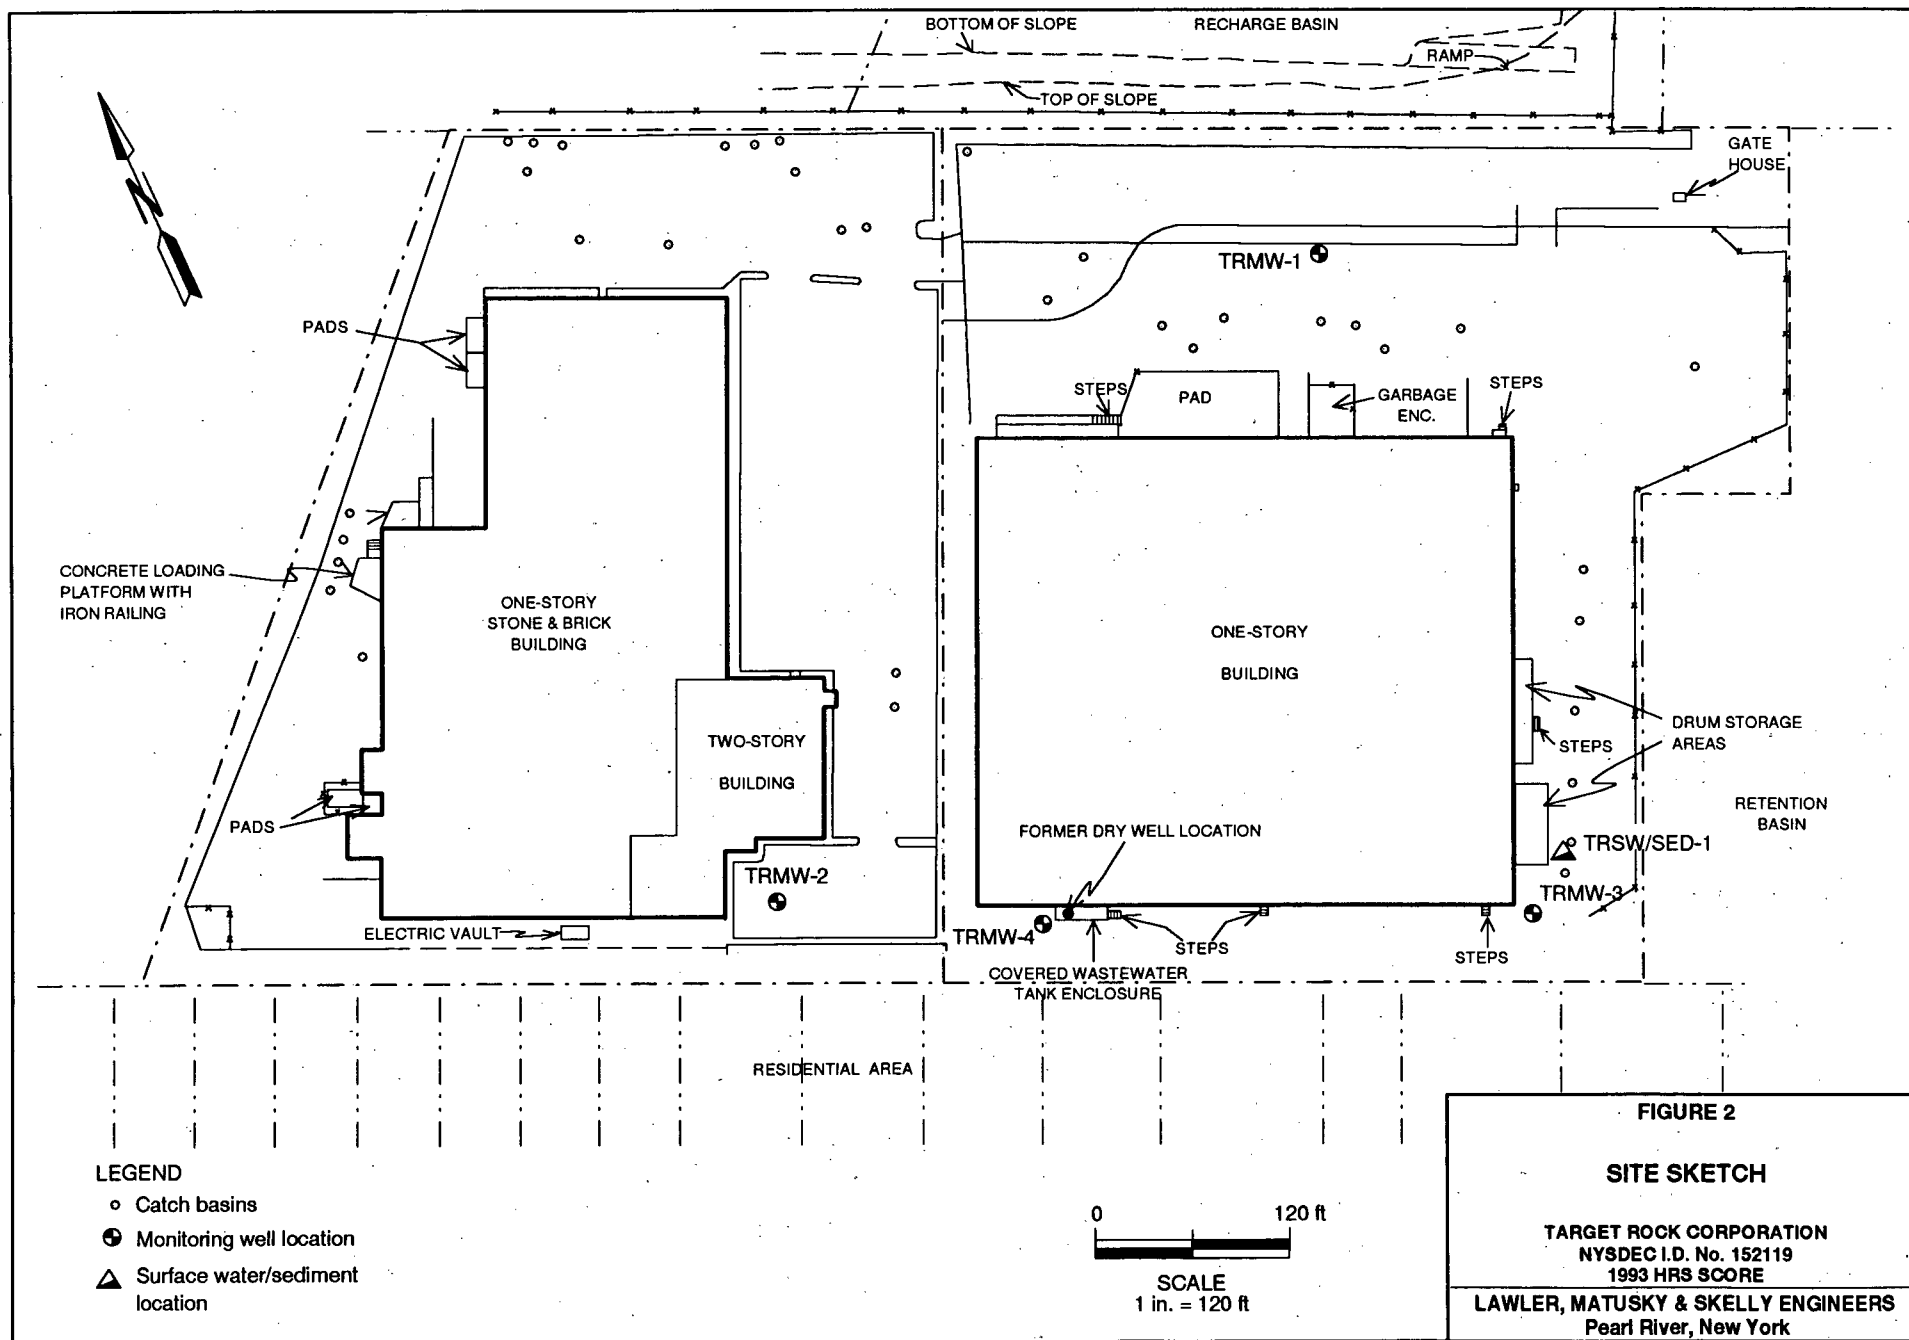 BOTTOM OF SLOPE
RECHARGE BASIN
RAMP
TOP OF SLOPE
GATE
HOUSE
N
TRMW-1
PADS
STEPS
PAD
GARBAGE
ENC.
STEPS
CONCRETE LOADING
PLATFORM WITH
IRON RAILING
ONE-STORY
STONE & BRICK
BUILDING
ONE-STORY
BUILDING
TWO-STORY
BUILDING
DRUM STORAGE
AREAS
STEPS
RETENTION
BASIN
PADS
FORMER DRY WELL LOCATION
TRSW/SED-1
TRMW-2
TRMW-3
ELECTRIC VAULT
TRMW-4
STEPS
STEPS
COVERED WASTEWATER
TANK ENCLOSURE
RESIDENTIAL AREA
LEGEND
Catch basins
Monitoring well location
Surface water/sediment
location
0 120 ft
SCALE
1 in. = 120 ft
FIGURE 2
SITE SKETCH
TARGET ROCK CORPORATION
NYSDEC I.D. No. 152119
1993 HRS SCORE
LAWLER, MATUSKY & SKELLY ENGINEERS
Pearl River, New York